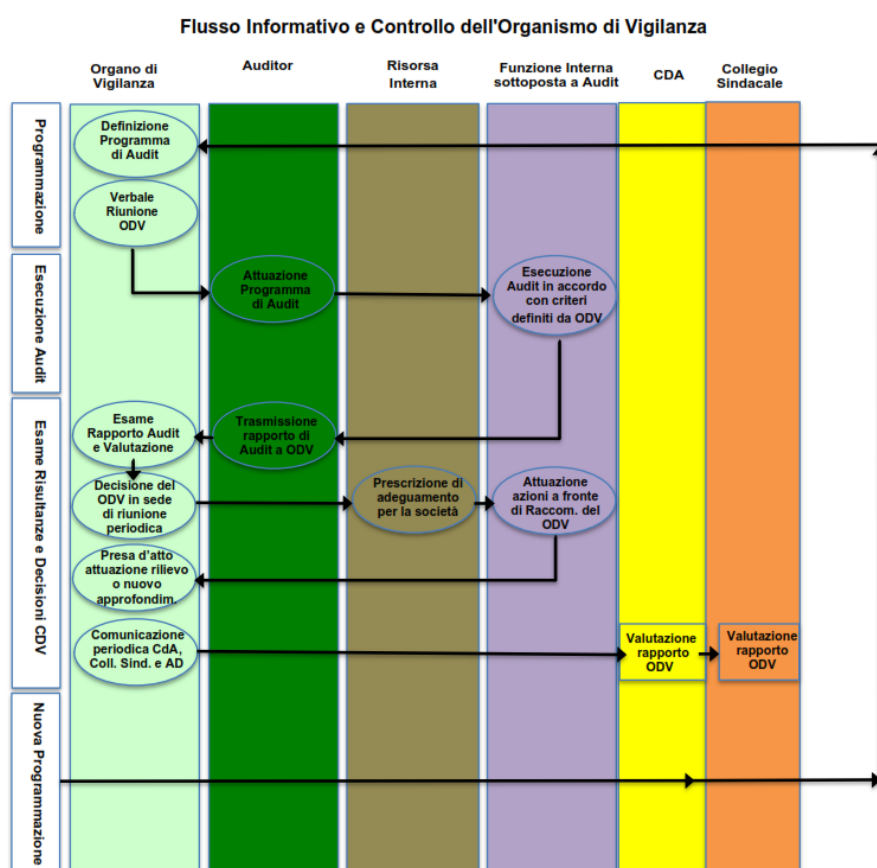 Flusso Informativo e Controllo dell'Organismo di Vigilanza
Organo di
Vigilanza
Auditor
Risorsa
Interna
Funzione Interna
sottoposta a Audit
CDA
Collegio
Sindacale
Programmazione
Definizione
Programma
di Audit
Verbale
Riunione
ODV
Esecuzione Audit
Attuazione
Programma
di Audit
Esecuzione
Audit in accordo
con criteri
definiti da ODV
Esame Risultanze e Decisioni CDV
Esame
Rapporto Audit
e Valutazione
Trasmissione
rapporto di
Audit a ODV
Decisione del
ODV in sede
di riunione
periodica
Prescrizione di
adeguamento
per la società
Attuazione
azioni a fronte
di Raccom. del
ODV
Presa d'atto
attuazione rilievo
o nuovo
approfondim.
Comunicazione
periodica CdA,
Coll. Sind. e AD
Valutazione
rapporto
ODV
Valutazione
rapporto
ODV
Nuova Programmazione